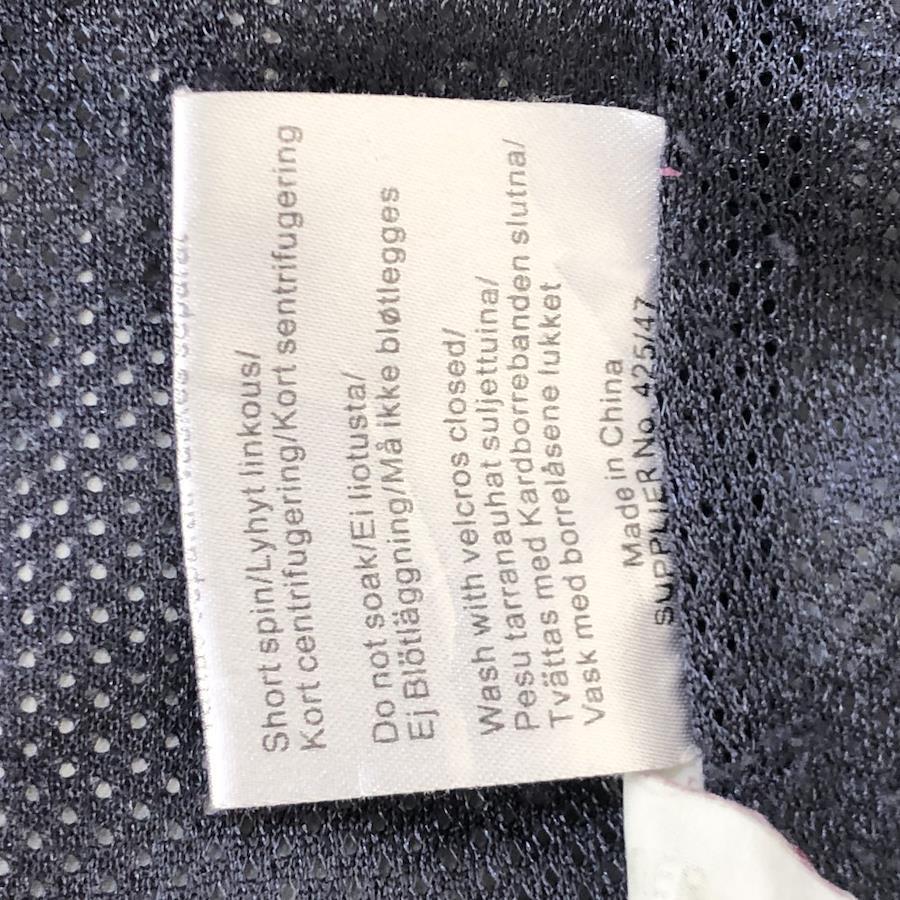 Short spin/Lyhyt linkous/
Kort centrifugering/Kort sentrifugering
Do not soak/Ei liotusta/
Ej Blötläggning/Må ikke bløtlegges
Wash with velcros closed/
Pesu tarranauhat suljettuina/
Tvättas med Kardborrebanden slutna/
Vask med borrelåsene lukket
Made in China
SUPPLIER No. 425/47